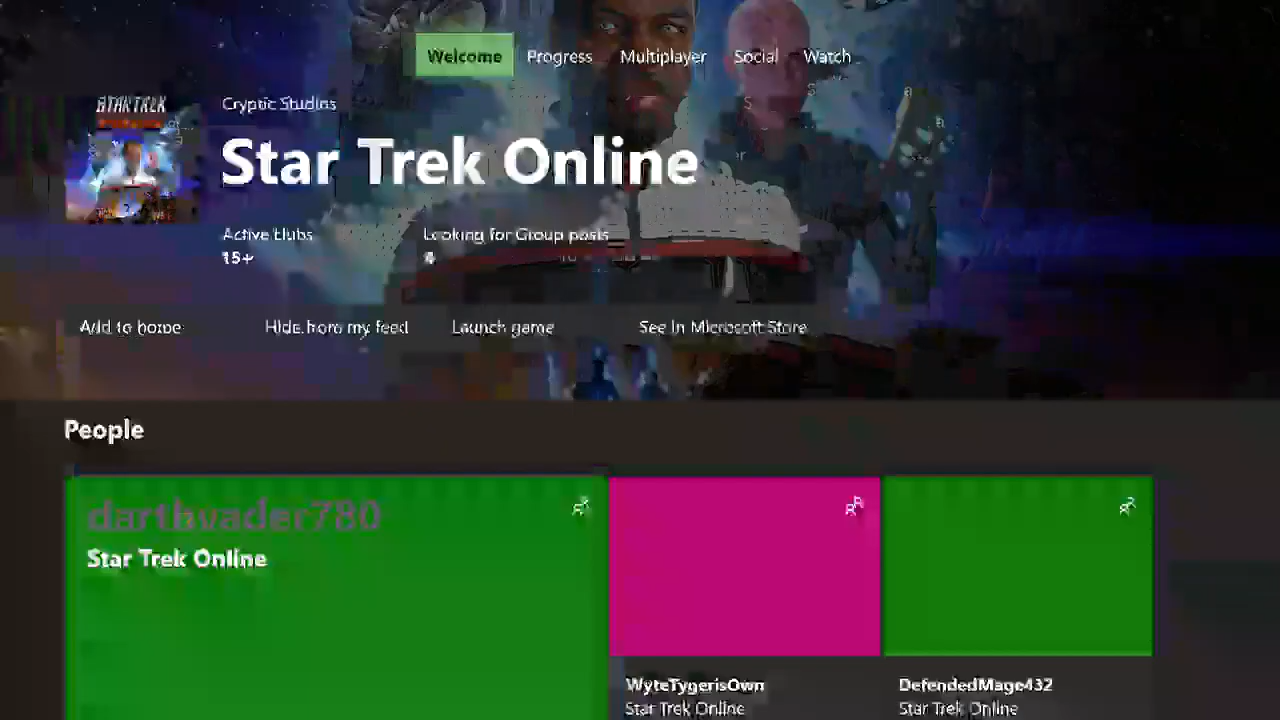 Welcome Progress Multiplayer Social Watch
STAR TREK
Cryptic Studios
Star Trek Online
Active clubs
15+
Looking for Group posts
Add to home
Hide from my feed
Launch game
See in Microsoft Store
People
darthvader780
Star Trek Online
WyteTygerisOwn
Star Trek Online
DefendedMage432
Star Trek Online